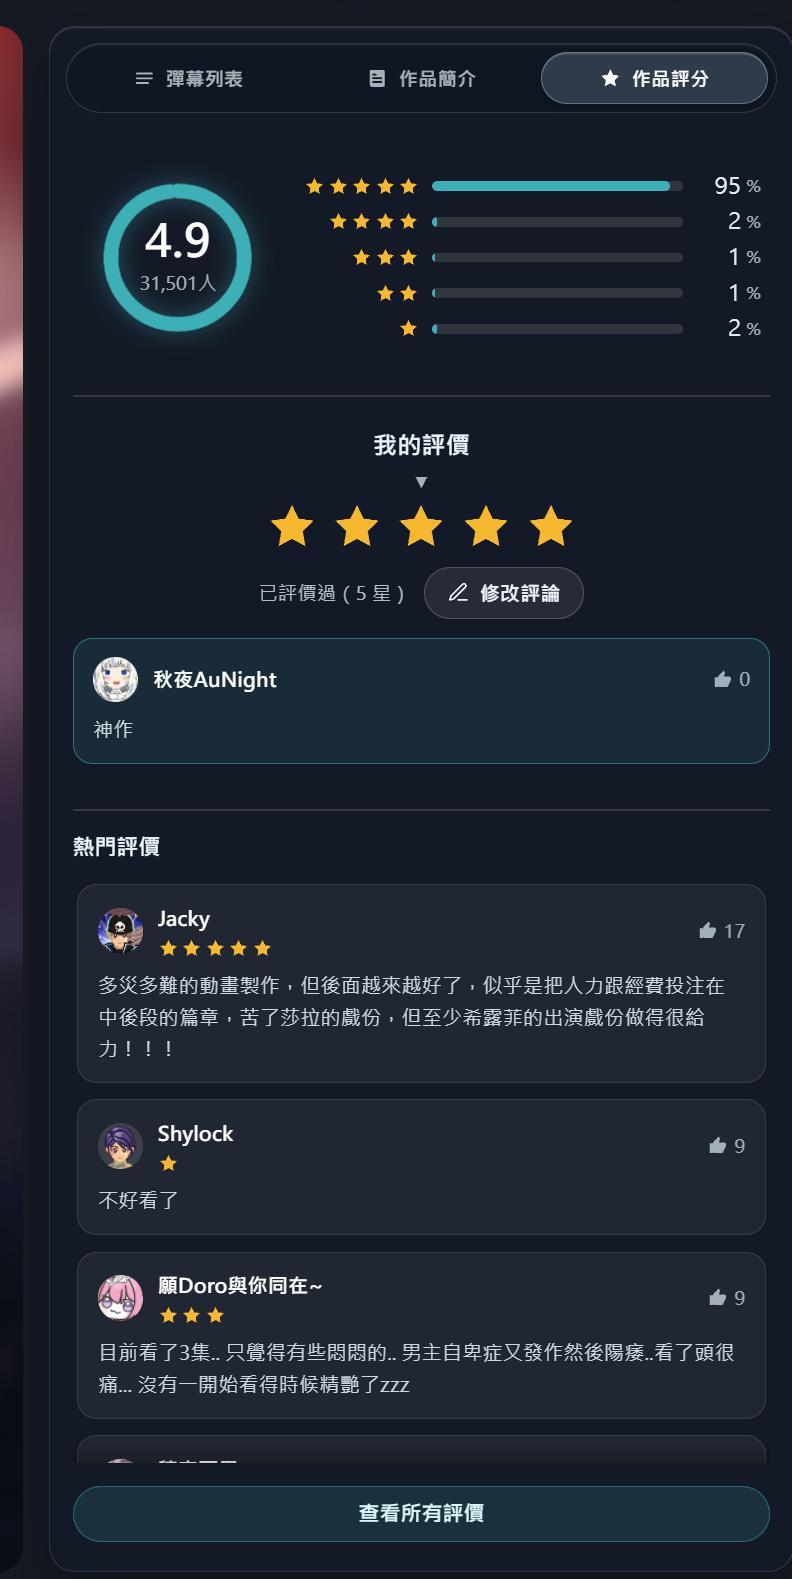 彈幕列表
作品簡介
作品評分
4.9
31,501人
95 %
2 %
1 %
1 %
2 %
我的評價
▼
已評價過 ( 5 星 )
修改評論
秋夜AuNight
0
神作
熱門評價
Jacky
17
多災多難的動畫製作，但後面越來越好了，似乎是把人力跟經費投注在
中後段的篇章，苦了莎拉的戲份，但至少希露菲的出演戲份做得很給
力！！！
Shylock
9
不好看了
願Doro與你同在~
9
目前看了3集.. 只覺得有些悶悶的.. 男主自卑症又發作然後陽痿..看了頭很
痛... 沒有一開始看得時候精艷了zzz
查看所有評價